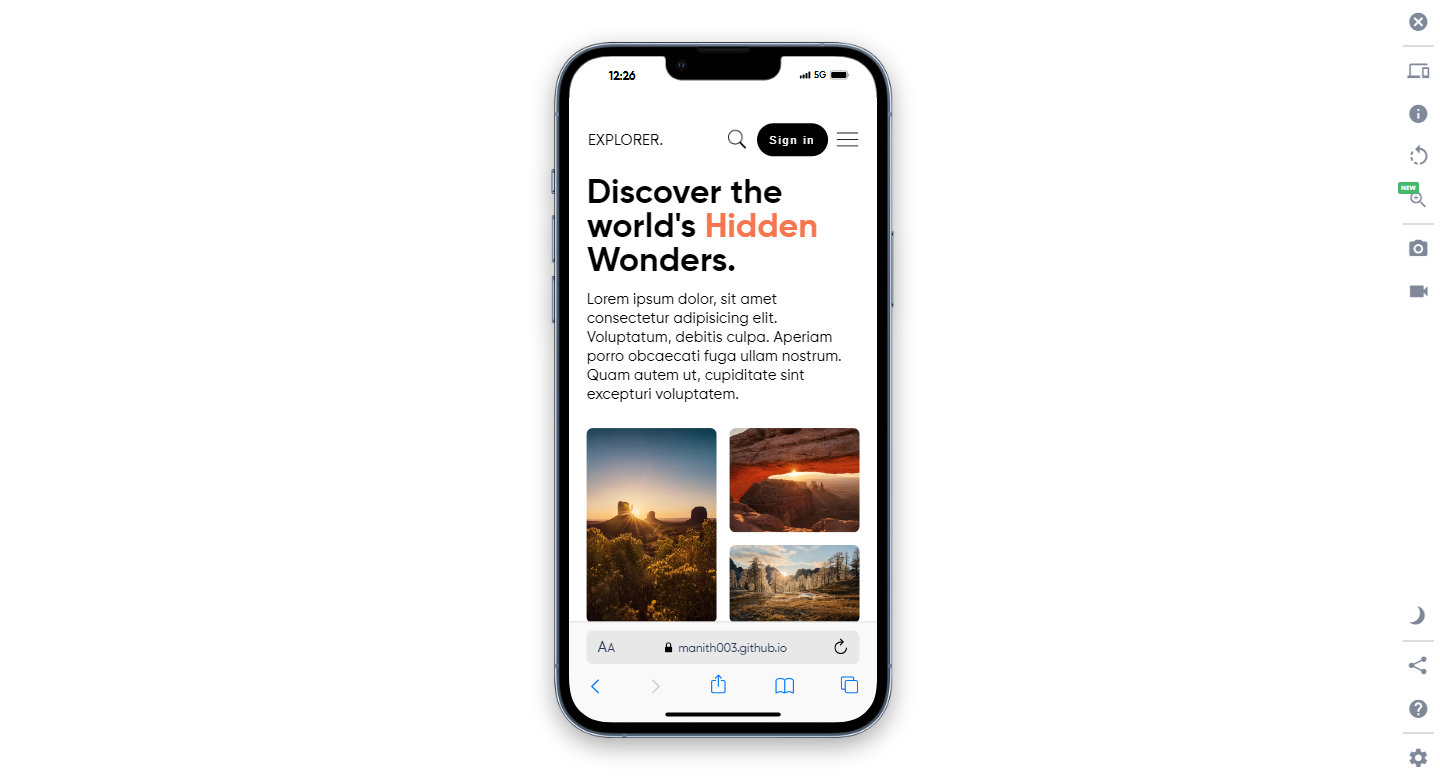 12:26 5G
EXPLORER. Sign in
Discover the
world's Hidden
Wonders.
Lorem ipsum dolor, sit amet
consectetur adipisicing elit.
Voluptatum, debitis culpa. Aperiam
porro obcaecati fuga ullam nostrum.
Quam autem ut, cupiditate sint
excepturi voluptatem.
AA manith003.github.io
NEW